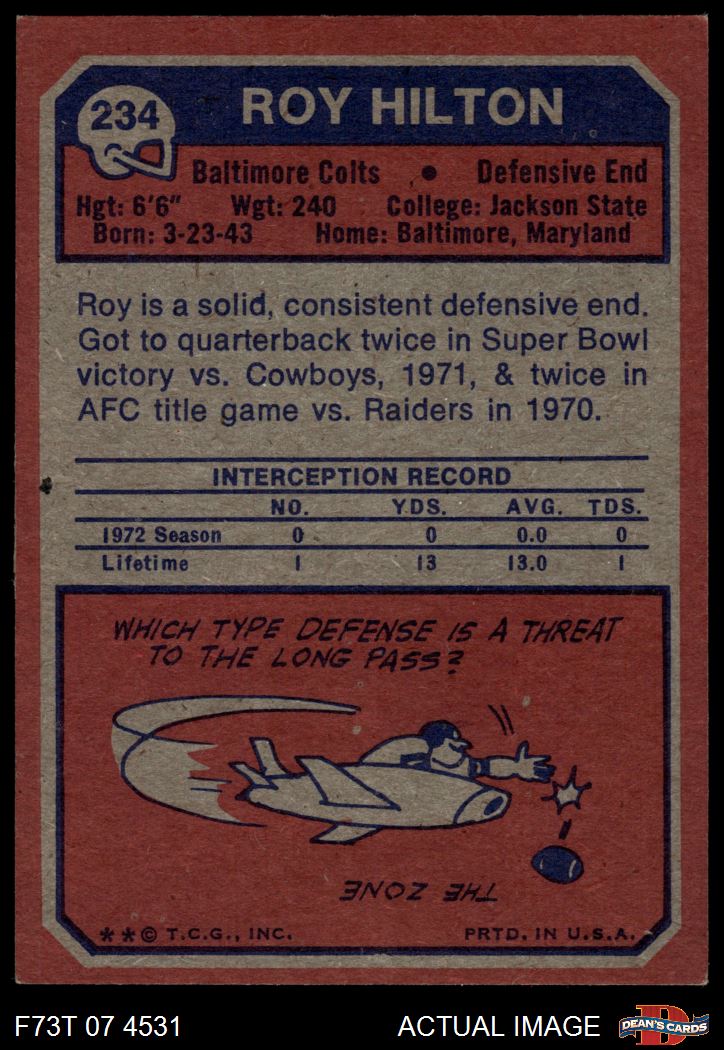 234
ROY HILTON
Baltimore Colts • Defensive End
Hgt: 6'6" Wgt: 240 College: Jackson State
Born: 3-23-43 Home: Baltimore, Maryland
Roy is a solid, consistent defensive end.
Got to quarterback twice in Super Bowl
victory vs. Cowboys, 1971, & twice in
AFC title game vs. Raiders in 1970.
INTERCEPTION RECORD
NO. YDS. AVG. TDS.
1972 Season 0 0 0.0 0
Lifetime 1 13 13.0 1
WHICH TYPE DEFENSE IS A THREAT
TO THE LONG PASS?
THE ZONE
**© T.C.G., INC. PRTD. IN U.S.A.
F73T 07 4531 ACTUAL IMAGE
D
DEAN'S CARDS